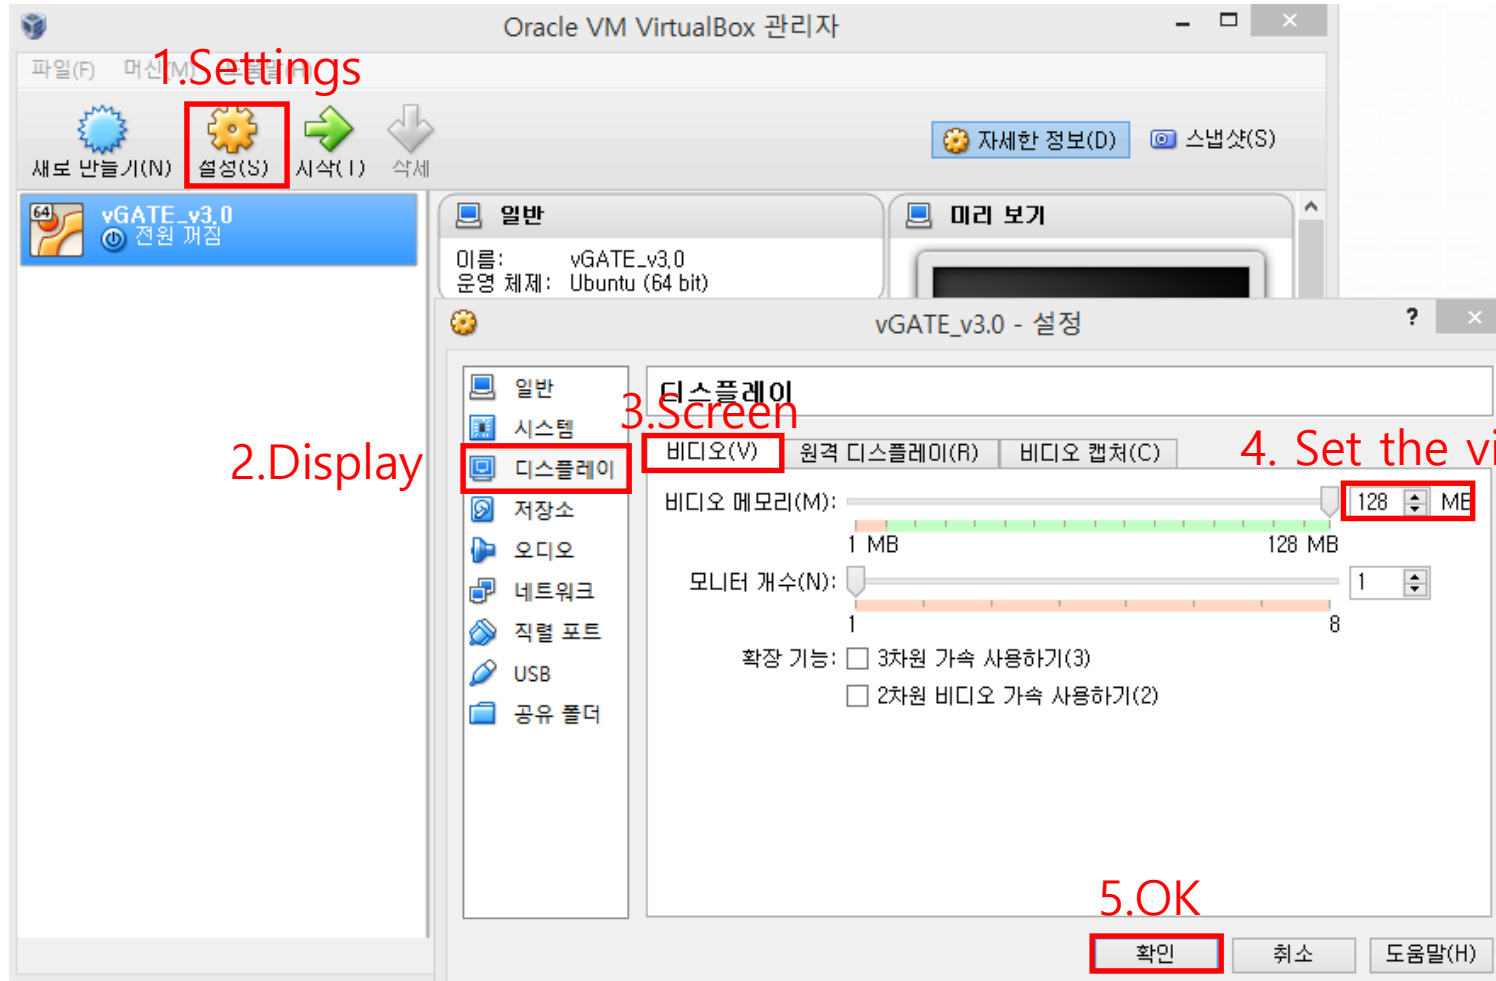 Oracle VM VirtualBox 관리자
1.Settings
파일(F) 머신(M)
새로 만들기(N) 설정(S) 시작(T) 삭제
자세한 정보(D) 스냅샷(S)
64
vGATE_v3.0
전원 꺼짐
일반
미리 보기
이름: vGATE_v3.0
운영 체제: Ubuntu (64 bit)
vGATE_v3.0 - 설정
?
일반
시스템
2.Display
디스플레이
저장소
오디오
네트워크
직렬 포트
USB
공유 폴더
디스플레이
3.Screen
비디오(V) 원격 디스플레이(R) 비디오 캡처(C)
4. Set the vi
비디오 메모리(M): 128 MB
1 MB 128 MB
모니터 개수(N): 1
1 8
확장 기능: 3차원 가속 사용하기(3)
2차원 비디오 가속 사용하기(2)
5.OK
확인 취소 도움말(H)